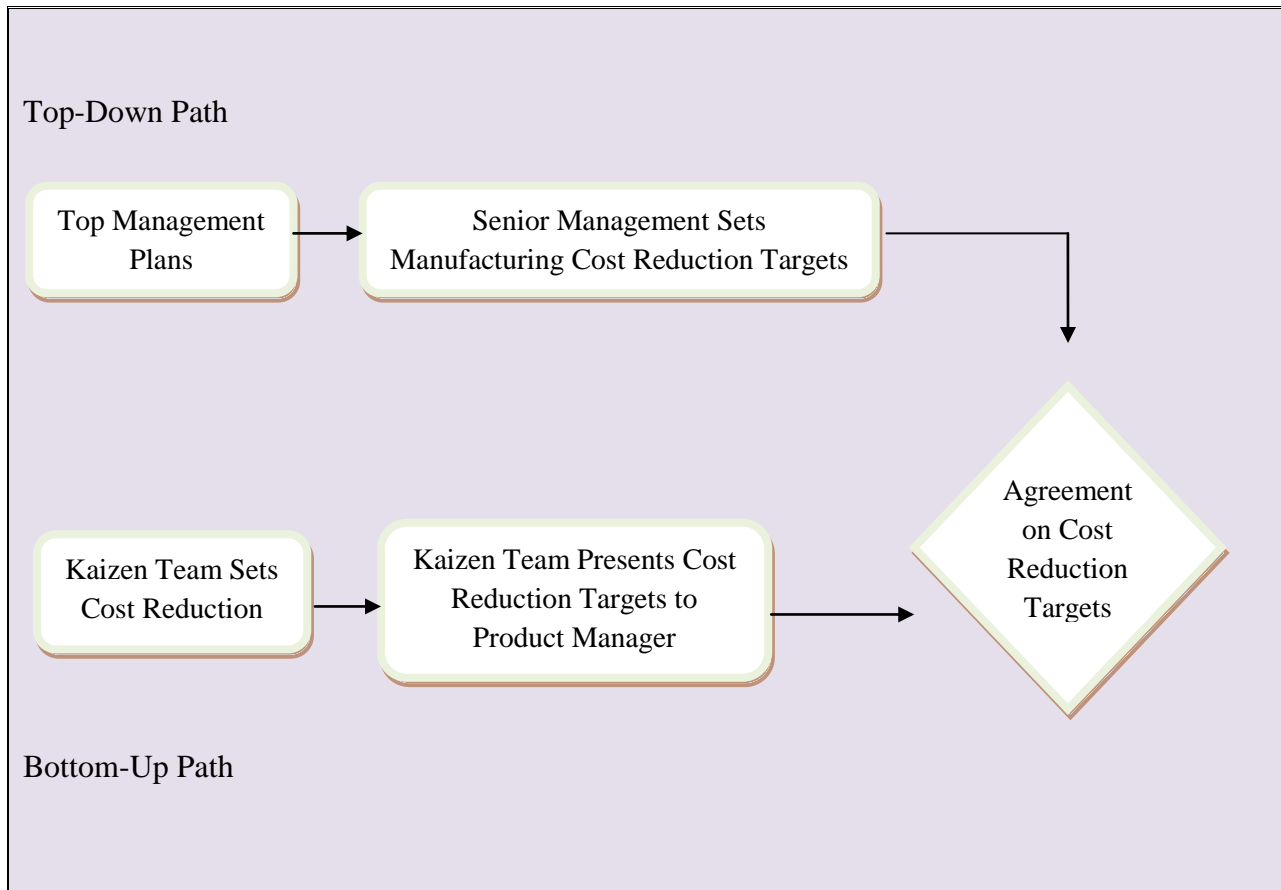 Top-Down Path
Top Management
Plans
Senior Management Sets
Manufacturing Cost Reduction Targets
Agreement
on Cost
Reduction
Targets
Kaizen Team Sets
Cost Reduction
Kaizen Team Presents Cost
Reduction Targets to
Product Manager
Bottom-Up Path